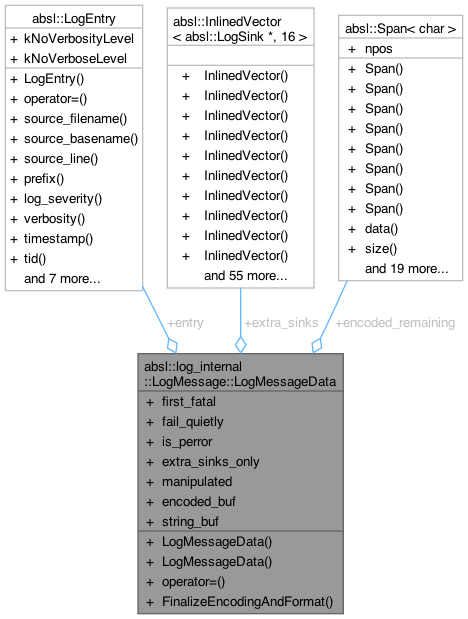 absl::LogEntry
+ kNoVerbosityLevel
+ kNoVerboseLevel
+ LogEntry()
+ operator=()
+ source_filename()
+ source_basename()
+ source_line()
+ prefix()
+ log_severity()
+ verbosity()
+ timestamp()
+ tid()
and 7 more...
absl::InlinedVector
< absl::LogSink *, 16 >
+ InlinedVector()
+ InlinedVector()
+ InlinedVector()
+ InlinedVector()
+ InlinedVector()
+ InlinedVector()
+ InlinedVector()
+ InlinedVector()
+ InlinedVector()
+ InlinedVector()
and 55 more...
absl::Span< char >
+ npos
+ Span()
+ Span()
+ Span()
+ Span()
+ Span()
+ Span()
+ Span()
+ Span()
+ data()
+ size()
and 19 more...
+entry
+extra_sinks
+encoded_remaining
absl::log_internal
::LogMessage::LogMessageData
+ first_fatal
+ fail_quietly
+ is_perror
+ extra_sinks_only
+ manipulated
+ encoded_buf
+ string_buf
+ LogMessageData()
+ LogMessageData()
+ operator=()
+ FinalizeEncodingAndFormat()